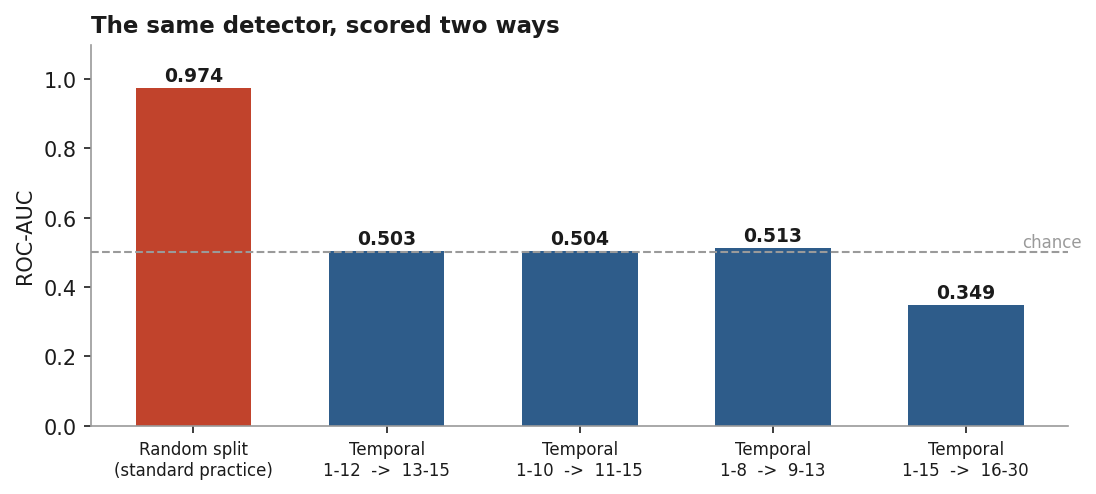 The same detector, scored two ways
ROC-AUC
1.0
0.8
0.6
0.4
0.2
0.0
0.974
0.503
0.504
0.513
0.349
chance
Random split
(standard practice)
Temporal
1-12 -> 13-15
Temporal
1-10 -> 11-15
Temporal
1-8 -> 9-13
Temporal
1-15 -> 16-30